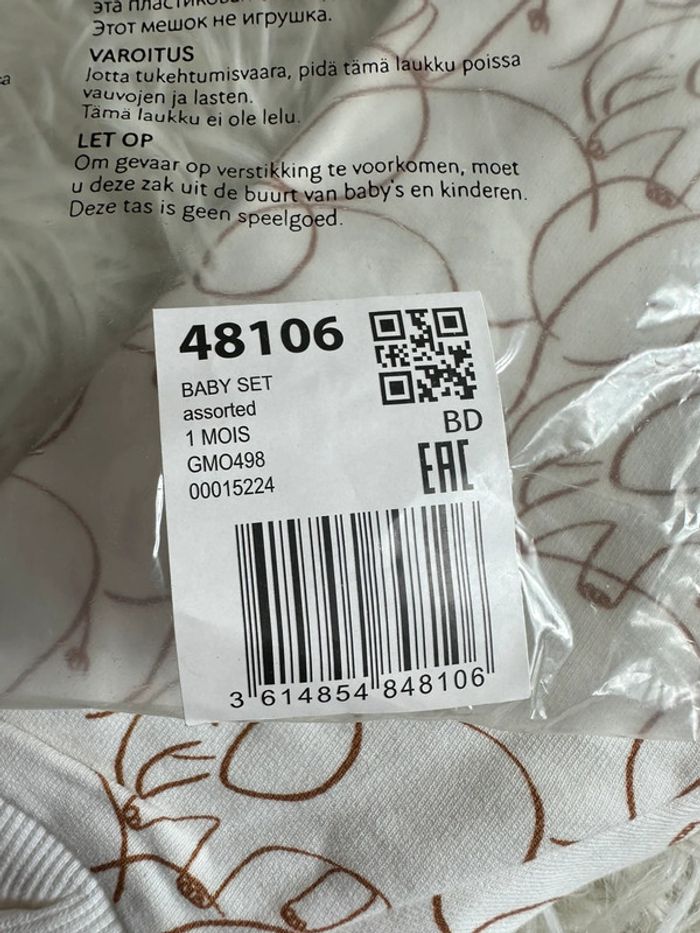 эта
Этот мешок не игрушка.
VAROITUS
Jotta tukehtumisvaara, pidä tämä laukku poissa
vauvojen ja lasten.
Tämä laukku ei ole lelu.
LET OP
Om gevaar op verstikking te voorkomen, moet
u deze zak uit de buurt van baby's en kinderen.
Deze tas is geen speelgoed.
48106
BABY SET
assorted
1 MOIS
GMO498
00015224
BD
EAC
3 614854 848106